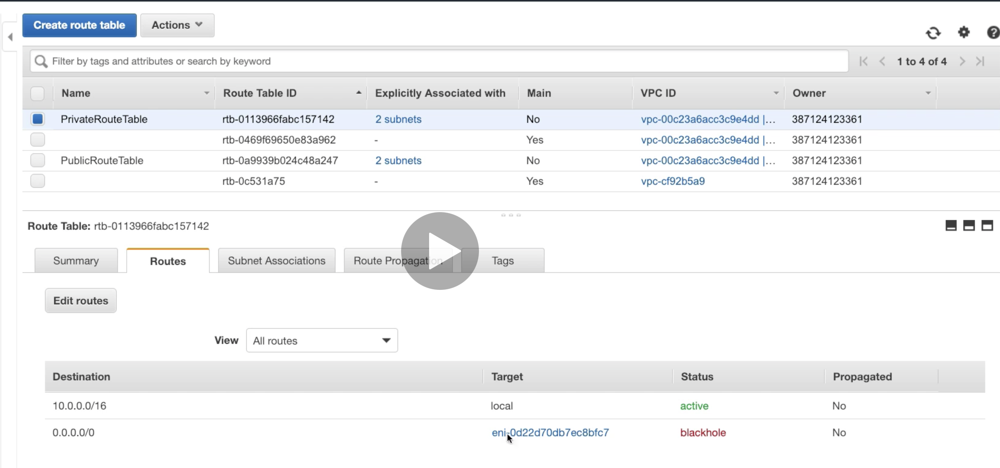 Create route table Actions
Filter by tags and attributes or search by keyword 1 to 4 of 4
Name Route Table ID Explicitly Associated with Main VPC ID Owner
PrivateRouteTable rtb-0113966fabc157142 2 subnets No vpc-00c23a6acc3c9e4dd |... 387124123361
rtb-0469f69650e83a962 - Yes vpc-00c23a6acc3c9e4dd |... 387124123361
PublicRouteTable rtb-0a9939b024c48a247 2 subnets No vpc-00c23a6acc3c9e4dd |... 387124123361
rtb-0c531a75 - Yes vpc-cf92b5a9 387124123361
Route Table: rtb-0113966fabc157142
Summary Routes Subnet Associations Route Propagation Tags
Edit routes
View All routes
Destination Target Status Propagated
10.0.0.0/16 local active No
0.0.0.0/0 eni-0d22d70db7ec8bfc7 blackhole No